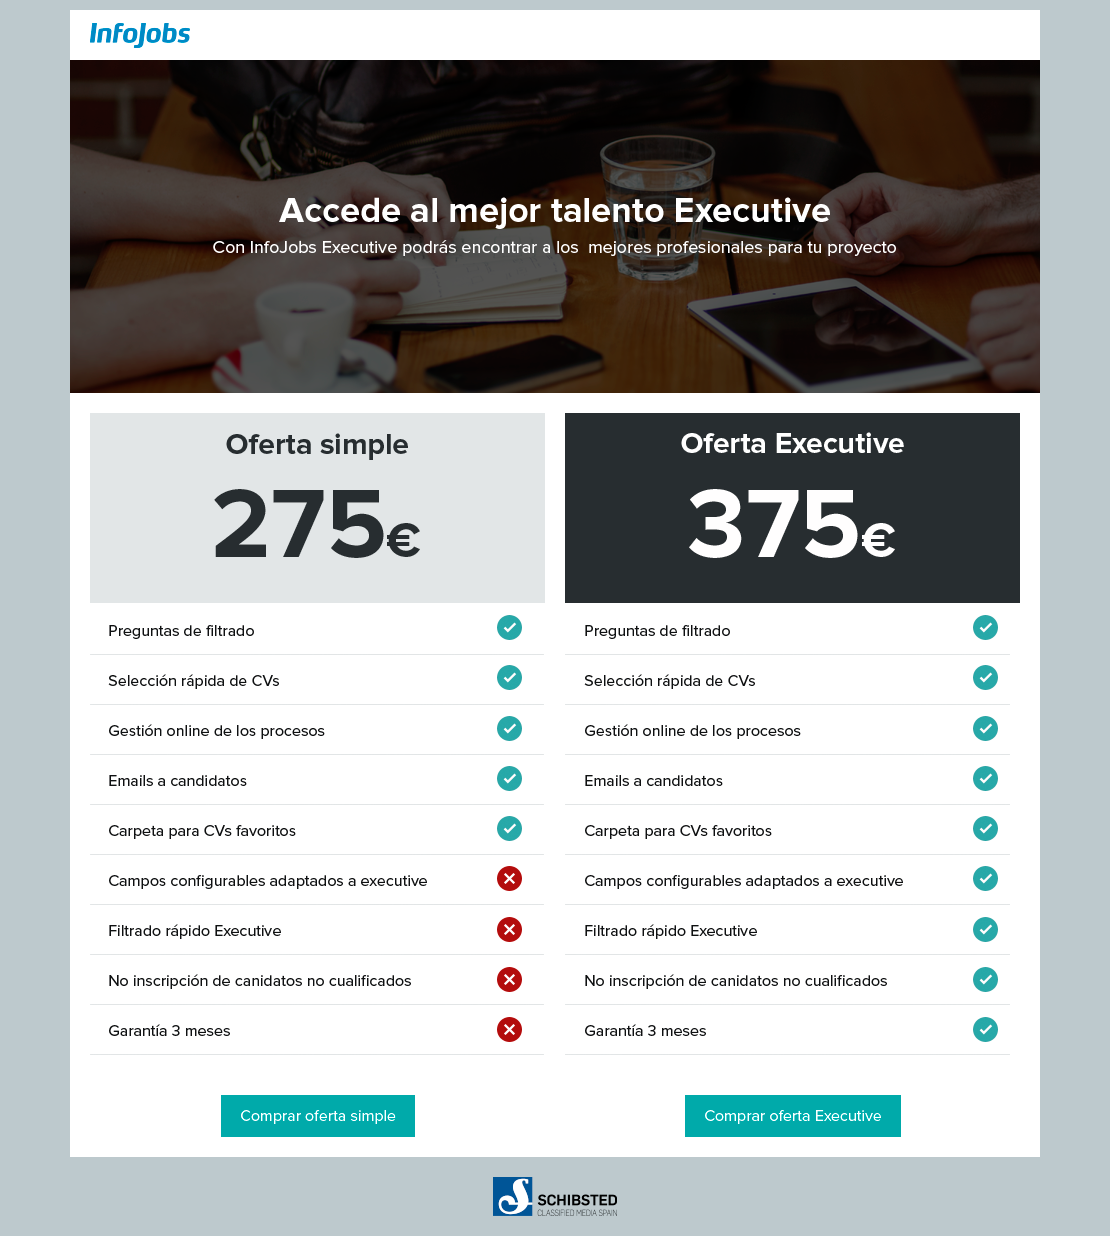 InfoJobs
Accede al mejor talento Executive
Con InfoJobs Executive podrás encontrar a los mejores profesionales para tu proyecto
Oferta simple
275€
Preguntas de filtrado
Selección rápida de CVs
Gestión online de los procesos
Emails a candidatos
Carpeta para CVs favoritos
Campos configurables adaptados a executive
Filtrado rápido Executive
No inscripción de canidatos no cualificados
Garantía 3 meses
Comprar oferta simple
Oferta Executive
375€
Preguntas de filtrado
Selección rápida de CVs
Gestión online de los procesos
Emails a candidatos
Carpeta para CVs favoritos
Campos configurables adaptados a executive
Filtrado rápido Executive
No inscripción de canidatos no cualificados
Garantía 3 meses
Comprar oferta Executive
SCHIBSTED
CLASSIFIED MEDIA SPAIN